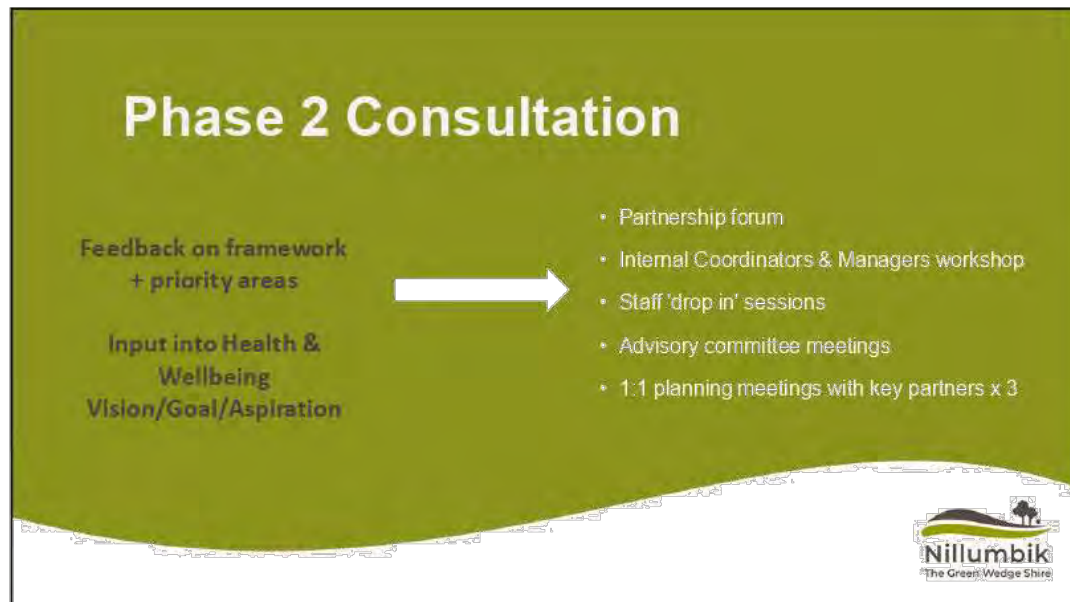 Phase 2 Consultation
Feedback on framework
+ priority areas
Input into Health &
Wellbeing
Vision/Goal/Aspiration
• Partnership forum
• Internal Coordinators & Managers workshop
• Staff 'drop in' sessions
• Advisory committee meetings
• 1:1 planning meetings with key partners x 3
Nillumbik
The Green Wedge Shire